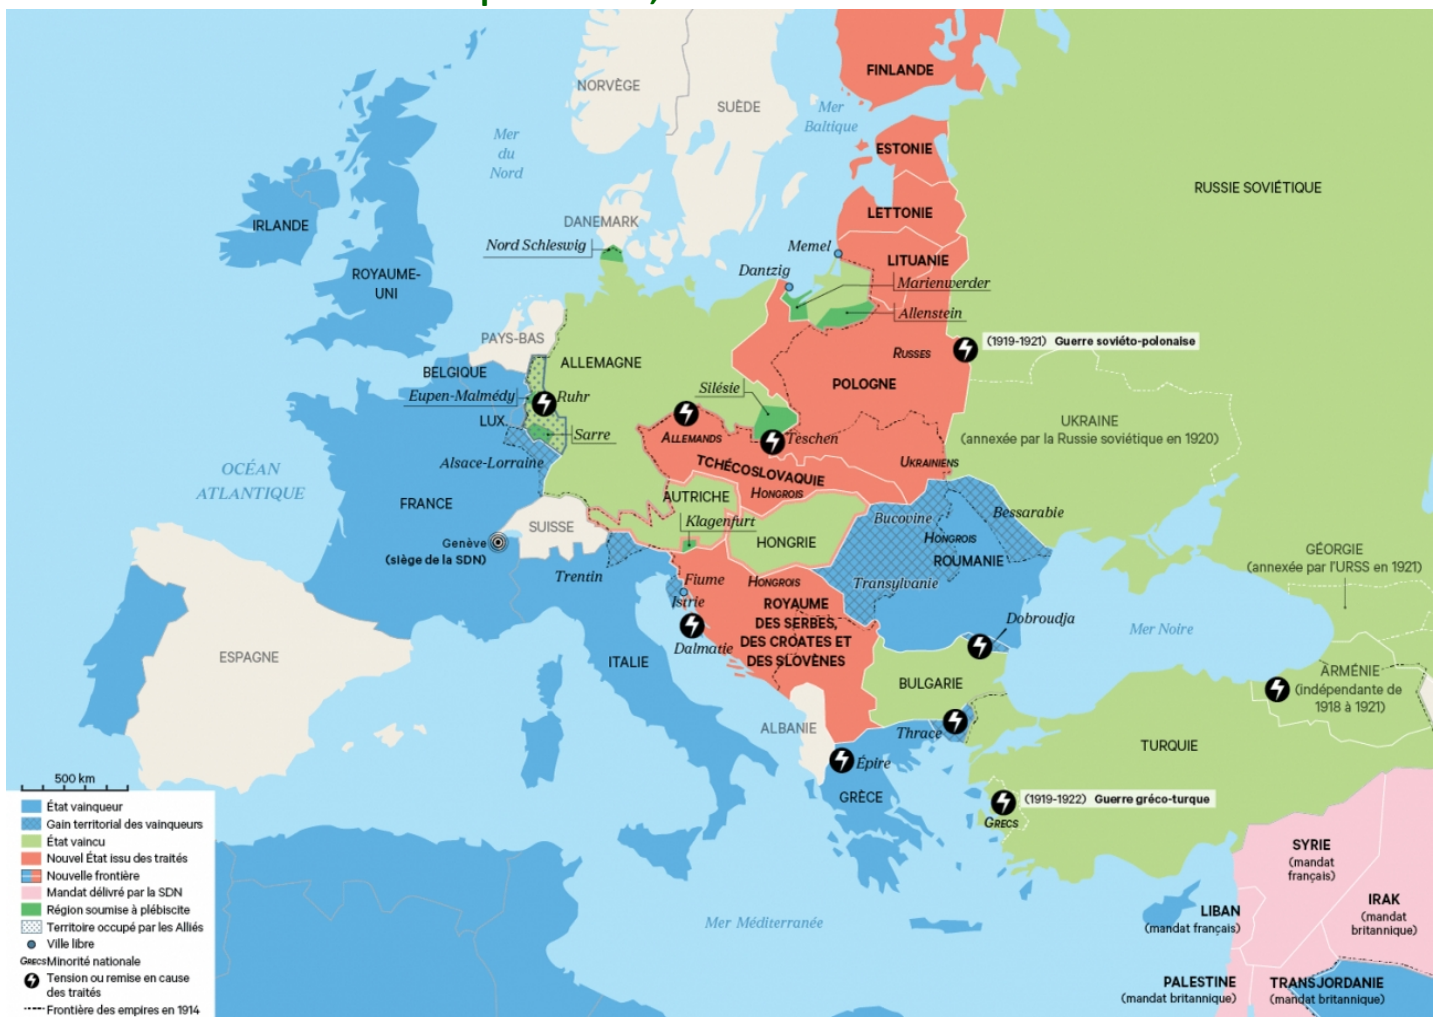 FINLANDE
NORVÈGE
SUÈDE
Mer
Baltique
Mer
du
Nord
ESTONIE
RUSSIE SOVIÉTIQUE
LETTONIE
IRLANDE
DANEMARK
Nord Schleswig
Memel
LITUANIE
ROYAUME-
UNI
Dantzig
Marienwerder
Allenstein
PAYS-BAS
(1919-1921) Guerre soviéto-polonaise
RUSSES
ALLEMAGNE
BELGIQUE
POLOGNE
Eupen-Malmédy
Ruhr
Silésie
LUX.
Sarre
ALLEMANDS
Teschen
UKRAINE
(annexée par la Russie soviétique en 1920)
Alsace-Lorraine
TCHÉCOSLOVAQUIE
UKRAINIENS
OCÉAN
ATLANTIQUE
HONGROIS
FRANCE
AUTRICHE
SUISSE
Klagenfurt
Bucovine
Bessarabie
Genève
(siège de la SDN)
HONGRIE
HONGROIS
ROUMANIE
GÉORGIE
(annexée par l'URSS en 1921)
Trentin
Fiume
HONGROIS
Transylvanie
Istrie
ROYAUME
DES SERBES,
DES CROATES ET
DES SLOVÈNES
Dobroudja
Mer Noire
Dalmatie
ESPAGNE
ITALIE
BULGARIE
ARMÉNIE
(indépendante de
1918 à 1921)
ALBANIE
Thrace
TURQUIE
Épire
GRÈCE
(1919-1922) Guerre gréco-turque
GRECS
500 km
État vainqueur
Gain territorial des vainqueurs
État vaincu
Nouvel État issu des traités
Nouvelle frontière
Mandat délivré par la SDN
Région soumise à plébiscite
Territoire occupé par les Alliés
Ville libre
GRECS Minorité nationale
Tension ou remise en cause
des traités
Frontière des empires en 1914
Mer Méditerranée
SYRIE
(mandat
français)
LIBAN
(mandat français)
IRAK
(mandat
britannique)
PALESTINE
(mandat britannique)
TRANSJORDANIE
(mandat britannique)